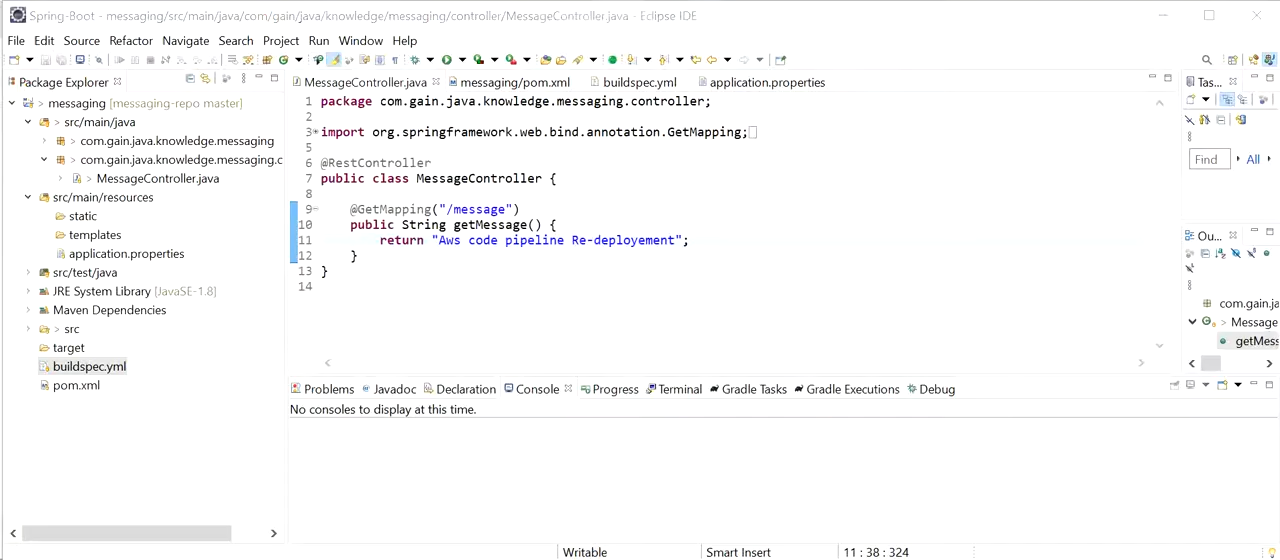 Spring-Boot - messaging/src/main/java/com/gain/java/knowledge/messaging/controller/MessageController.java - Eclipse IDE
File Edit Source Refactor Navigate Search Project Run Window Help
Package Explorer
messaging [messaging-repo master]
src/main/java
com.gain.java.knowledge.messaging
com.gain.java.knowledge.messaging.c
MessageController.java
src/main/resources
static
templates
application.properties
src/test/java
JRE System Library [JavaSE-1.8]
Maven Dependencies
src
target
buildspec.yml
pom.xml
MessageController.java messaging/pom.xml buildspec.yml application.properties
1 package com.gain.java.knowledge.messaging.controller;
2
3 import org.springframework.web.bind.annotation.GetMapping;
5
6 @RestController
7 public class MessageController {
8
9 @GetMapping("/message")
10 public String getMessage() {
11 return "Aws code pipeline Re-deployement";
12 }
13 }
14
Problems Javadoc Declaration Console Progress Terminal Gradle Tasks Gradle Executions Debug
No consoles to display at this time.
Tas...
Find All
Ou...
com.gain.ja
Message
getMess
Writable Smart Insert 11 : 38 : 324